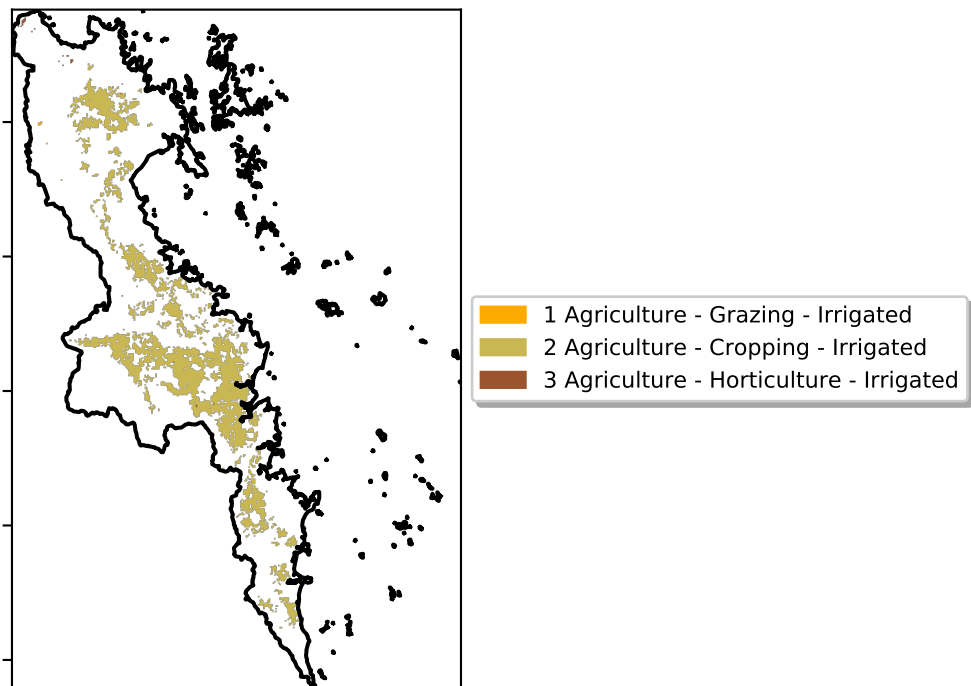 1 Agriculture - Grazing - Irrigated
2 Agriculture - Cropping - Irrigated
3 Agriculture - Horticulture - Irrigated